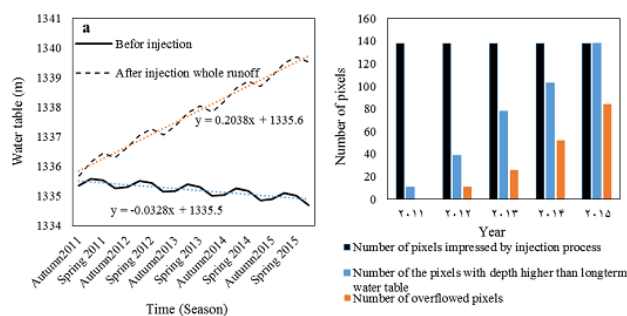 a
1341
1340
1339
1338
1337
1336
1335
1334
Water table (m)
Befor injection
After injection whole runoff
y = 0.2038x + 1335.6
y = -0.0328x + 1335.5
Autumn2011
Spring 2011
Autumn2012
Spring 2012
Autumn2013
Spring 2013
Autumn2014
Spring 2014
Autumn2015
Spring 2015
Time (Season)
160
140
120
100
80
60
40
20
0
Number of pixels
۲۰۱۱
۲۰۱۲
۲۰۱۳
۲۰۱۴
۲۰۱۵
Year
Number of pixels impressed by injection process
Number of the pixels with depth higher than longterm
water table
Number of overflowed pixels